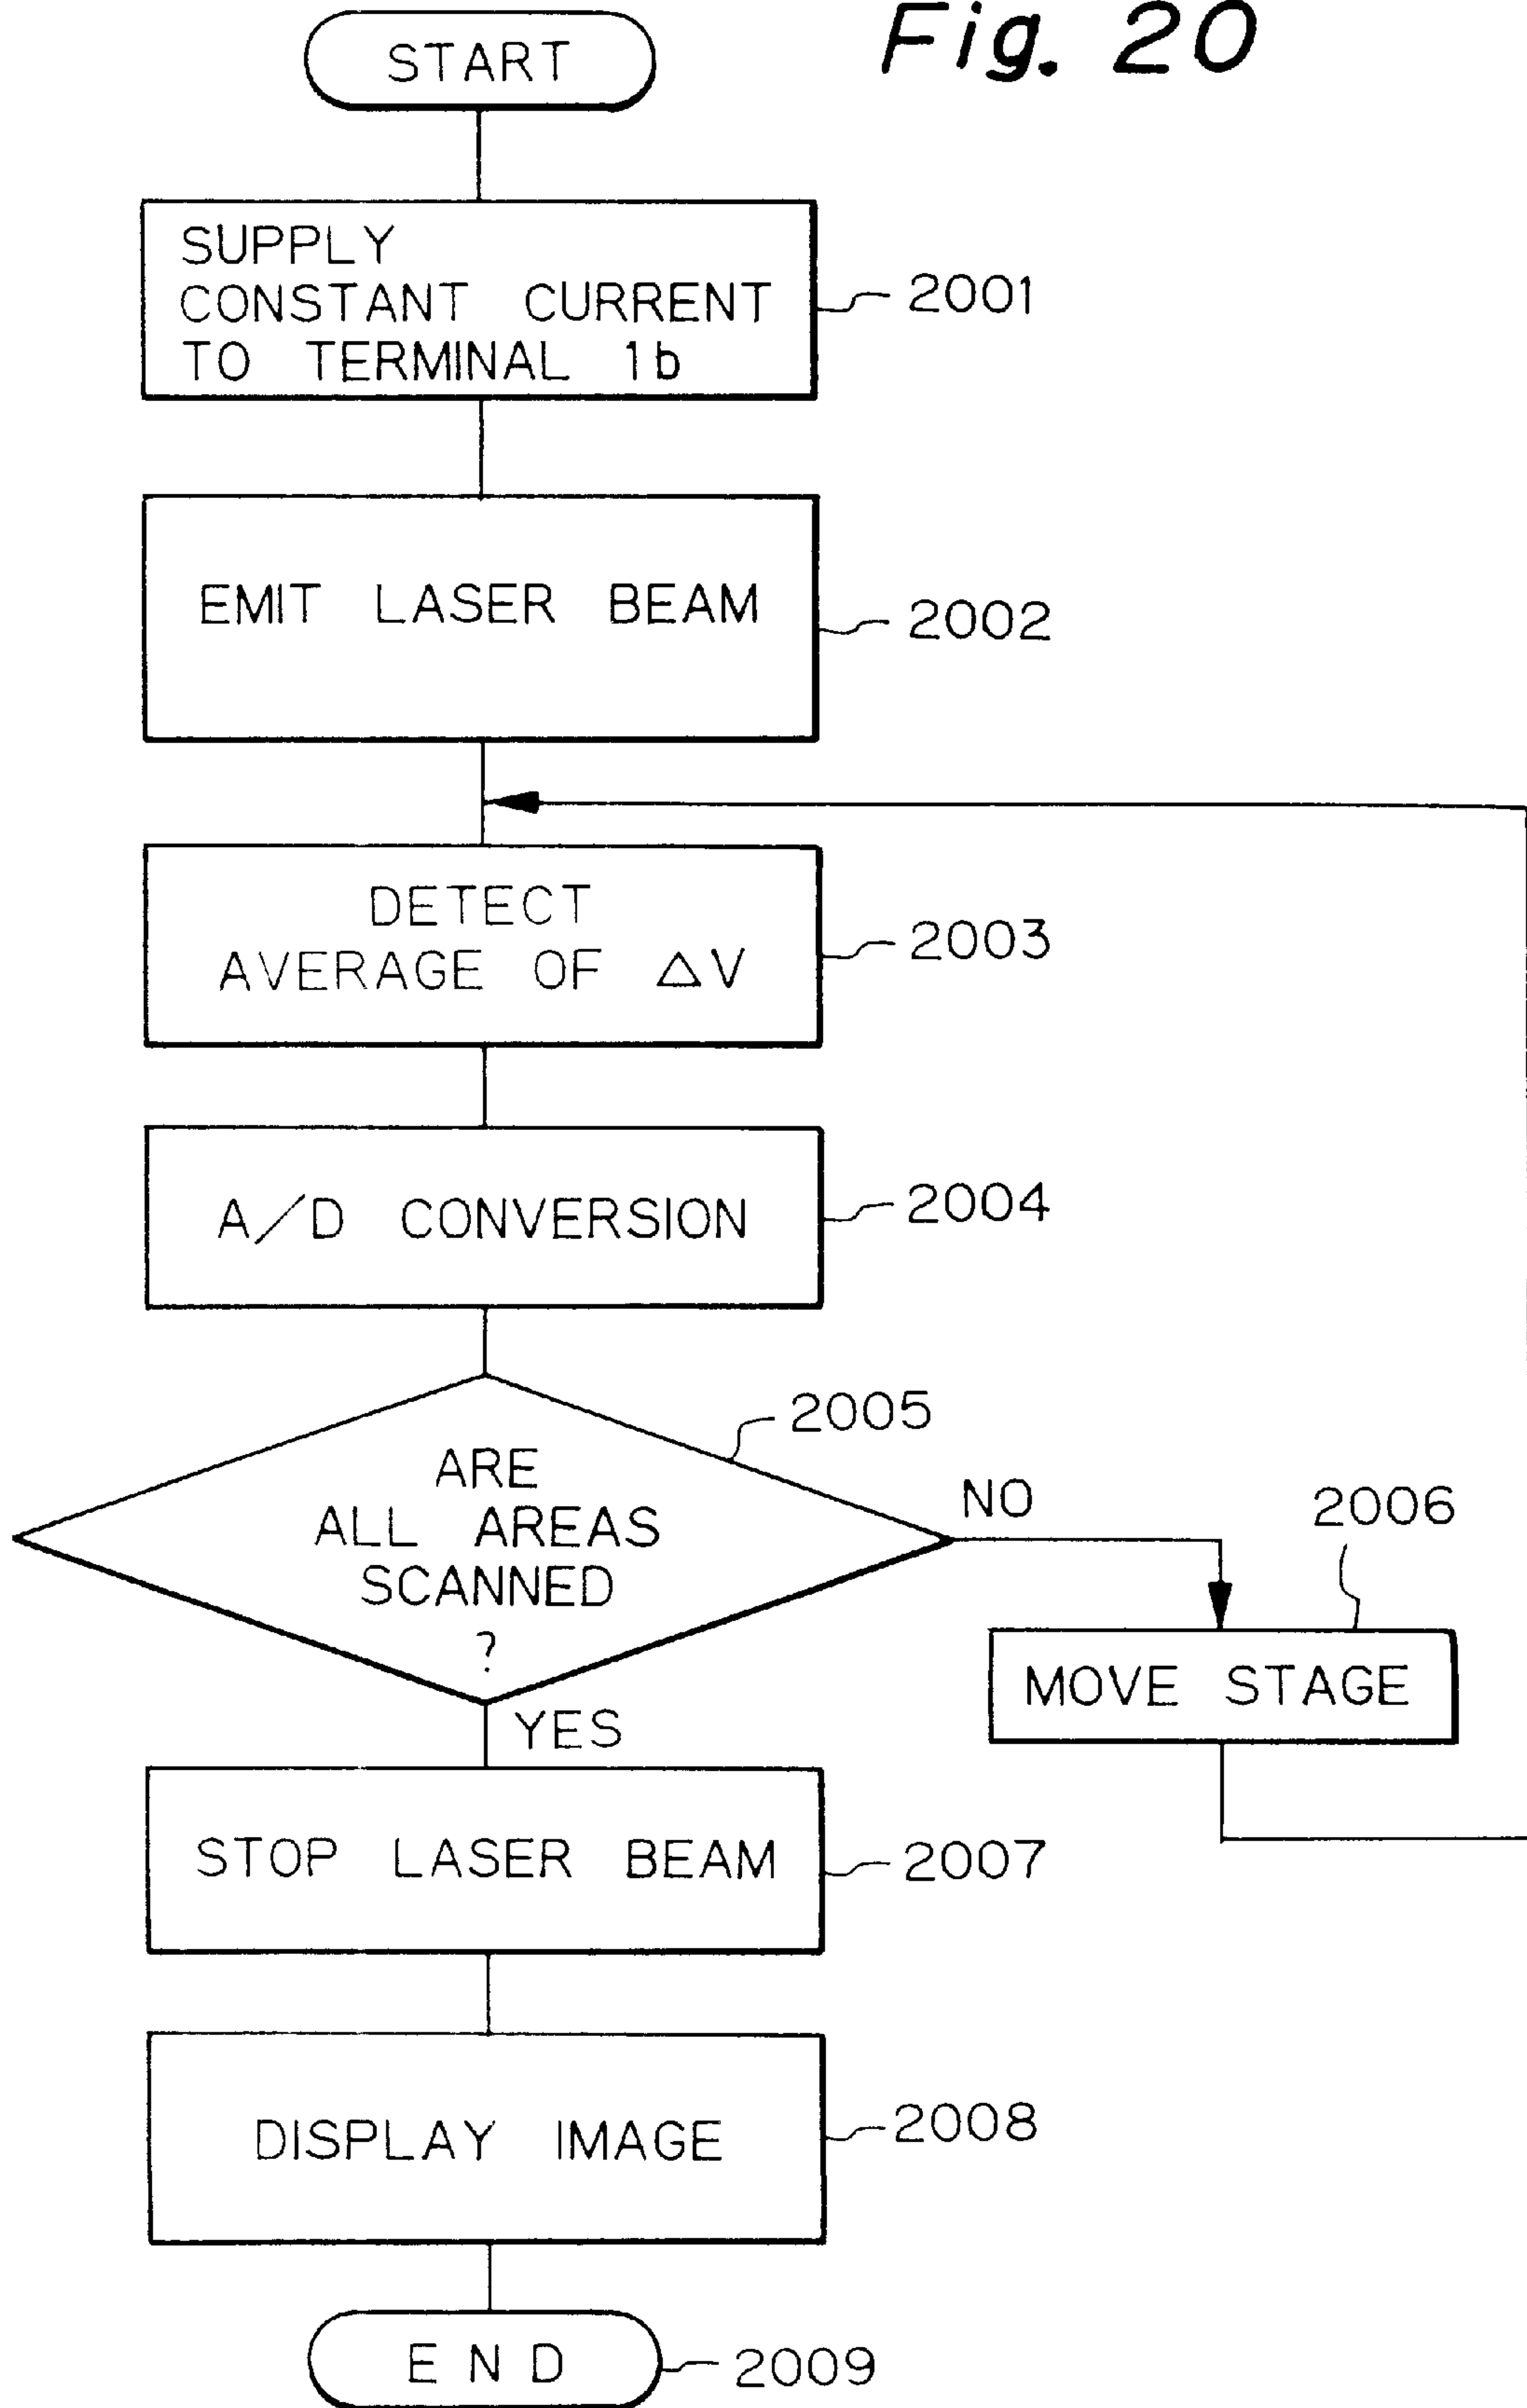 Fig. 20
START
SUPPLY
CONSTANT CURRENT
TO TERMINAL 1b
2001
EMIT LASER BEAM
2002
DETECT
AVERAGE OF △V
2003
A/D CONVERSION
2004
2005
ARE
ALL AREAS
SCANNED
?
NO
2006
MOVE STAGE
YES
STOP LASER BEAM
2007
DISPLAY IMAGE
2008
END
2009